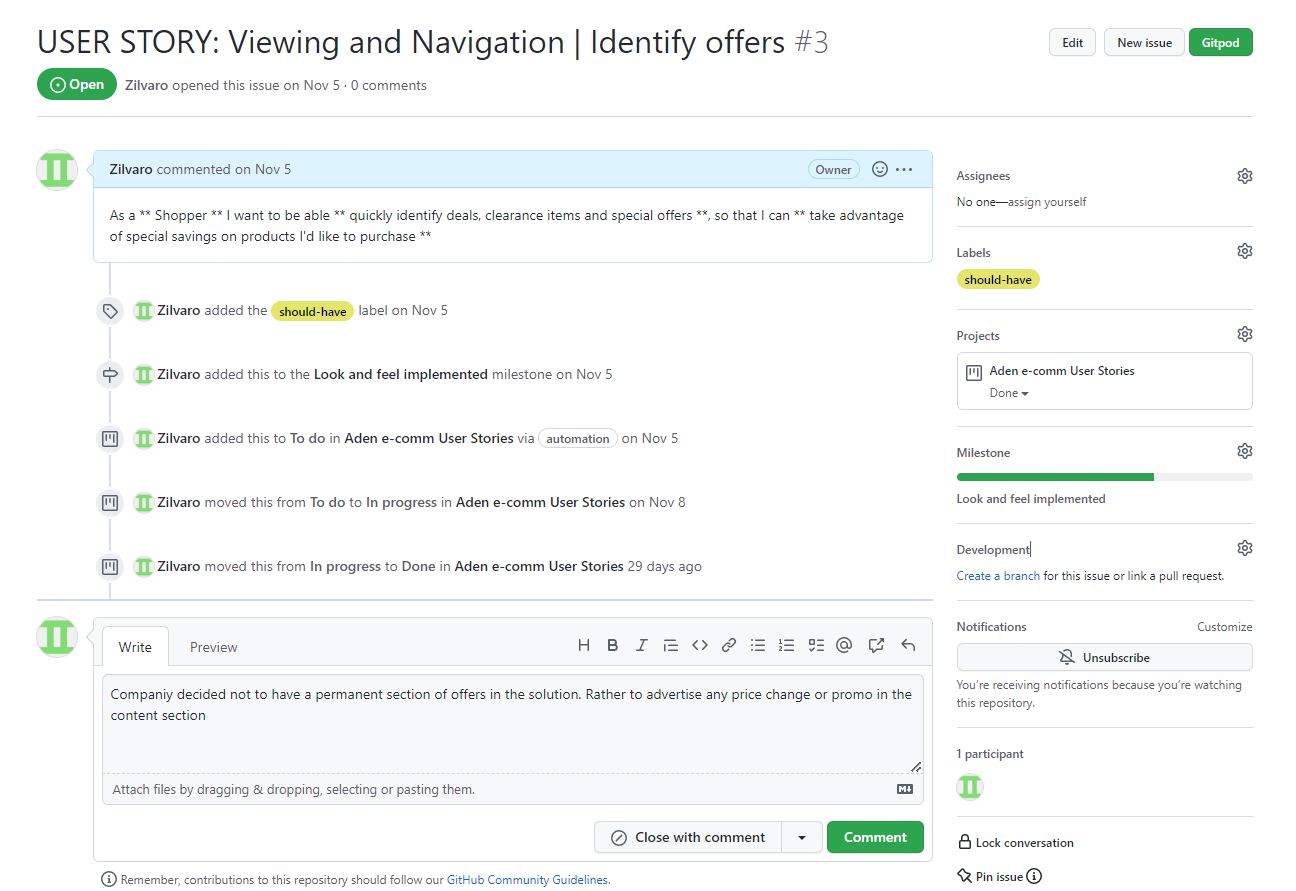 USER STORY: Viewing and Navigation | Identify offers #3
Edit
New issue
Gitpod
Open
Zilvaro opened this issue on Nov 5 · 0 comments
Zilvaro commented on Nov 5
Owner
As a ** Shopper ** I want to be able ** quickly identify deals, clearance items and special offers **, so that I can ** take advantage
of special savings on products I'd like to purchase **
Zilvaro added the should-have label on Nov 5
Zilvaro added this to the Look and feel implemented milestone on Nov 5
Zilvaro added this to To do in Aden e-comm User Stories via automation on Nov 5
Zilvaro moved this from To do to In progress in Aden e-comm User Stories on Nov 8
Zilvaro moved this from In progress to Done in Aden e-comm User Stories 29 days ago
Write
Preview
H B I
Companiy decided not to have a permanent section of offers in the solution. Rather to advertise any price change or promo in the
content section
Attach files by dragging & dropping, selecting or pasting them.
Close with comment
Comment
Remember, contributions to this repository should follow our GitHub Community Guidelines.
Assignees
No one—assign yourself
Labels
should-have
Projects
Aden e-comm User Stories
Done
Milestone
Look and feel implemented
Development
Create a branch for this issue or link a pull request.
Notifications
Customize
Unsubscribe
You're receiving notifications because you're watching
this repository.
1 participant
Lock conversation
Pin issue